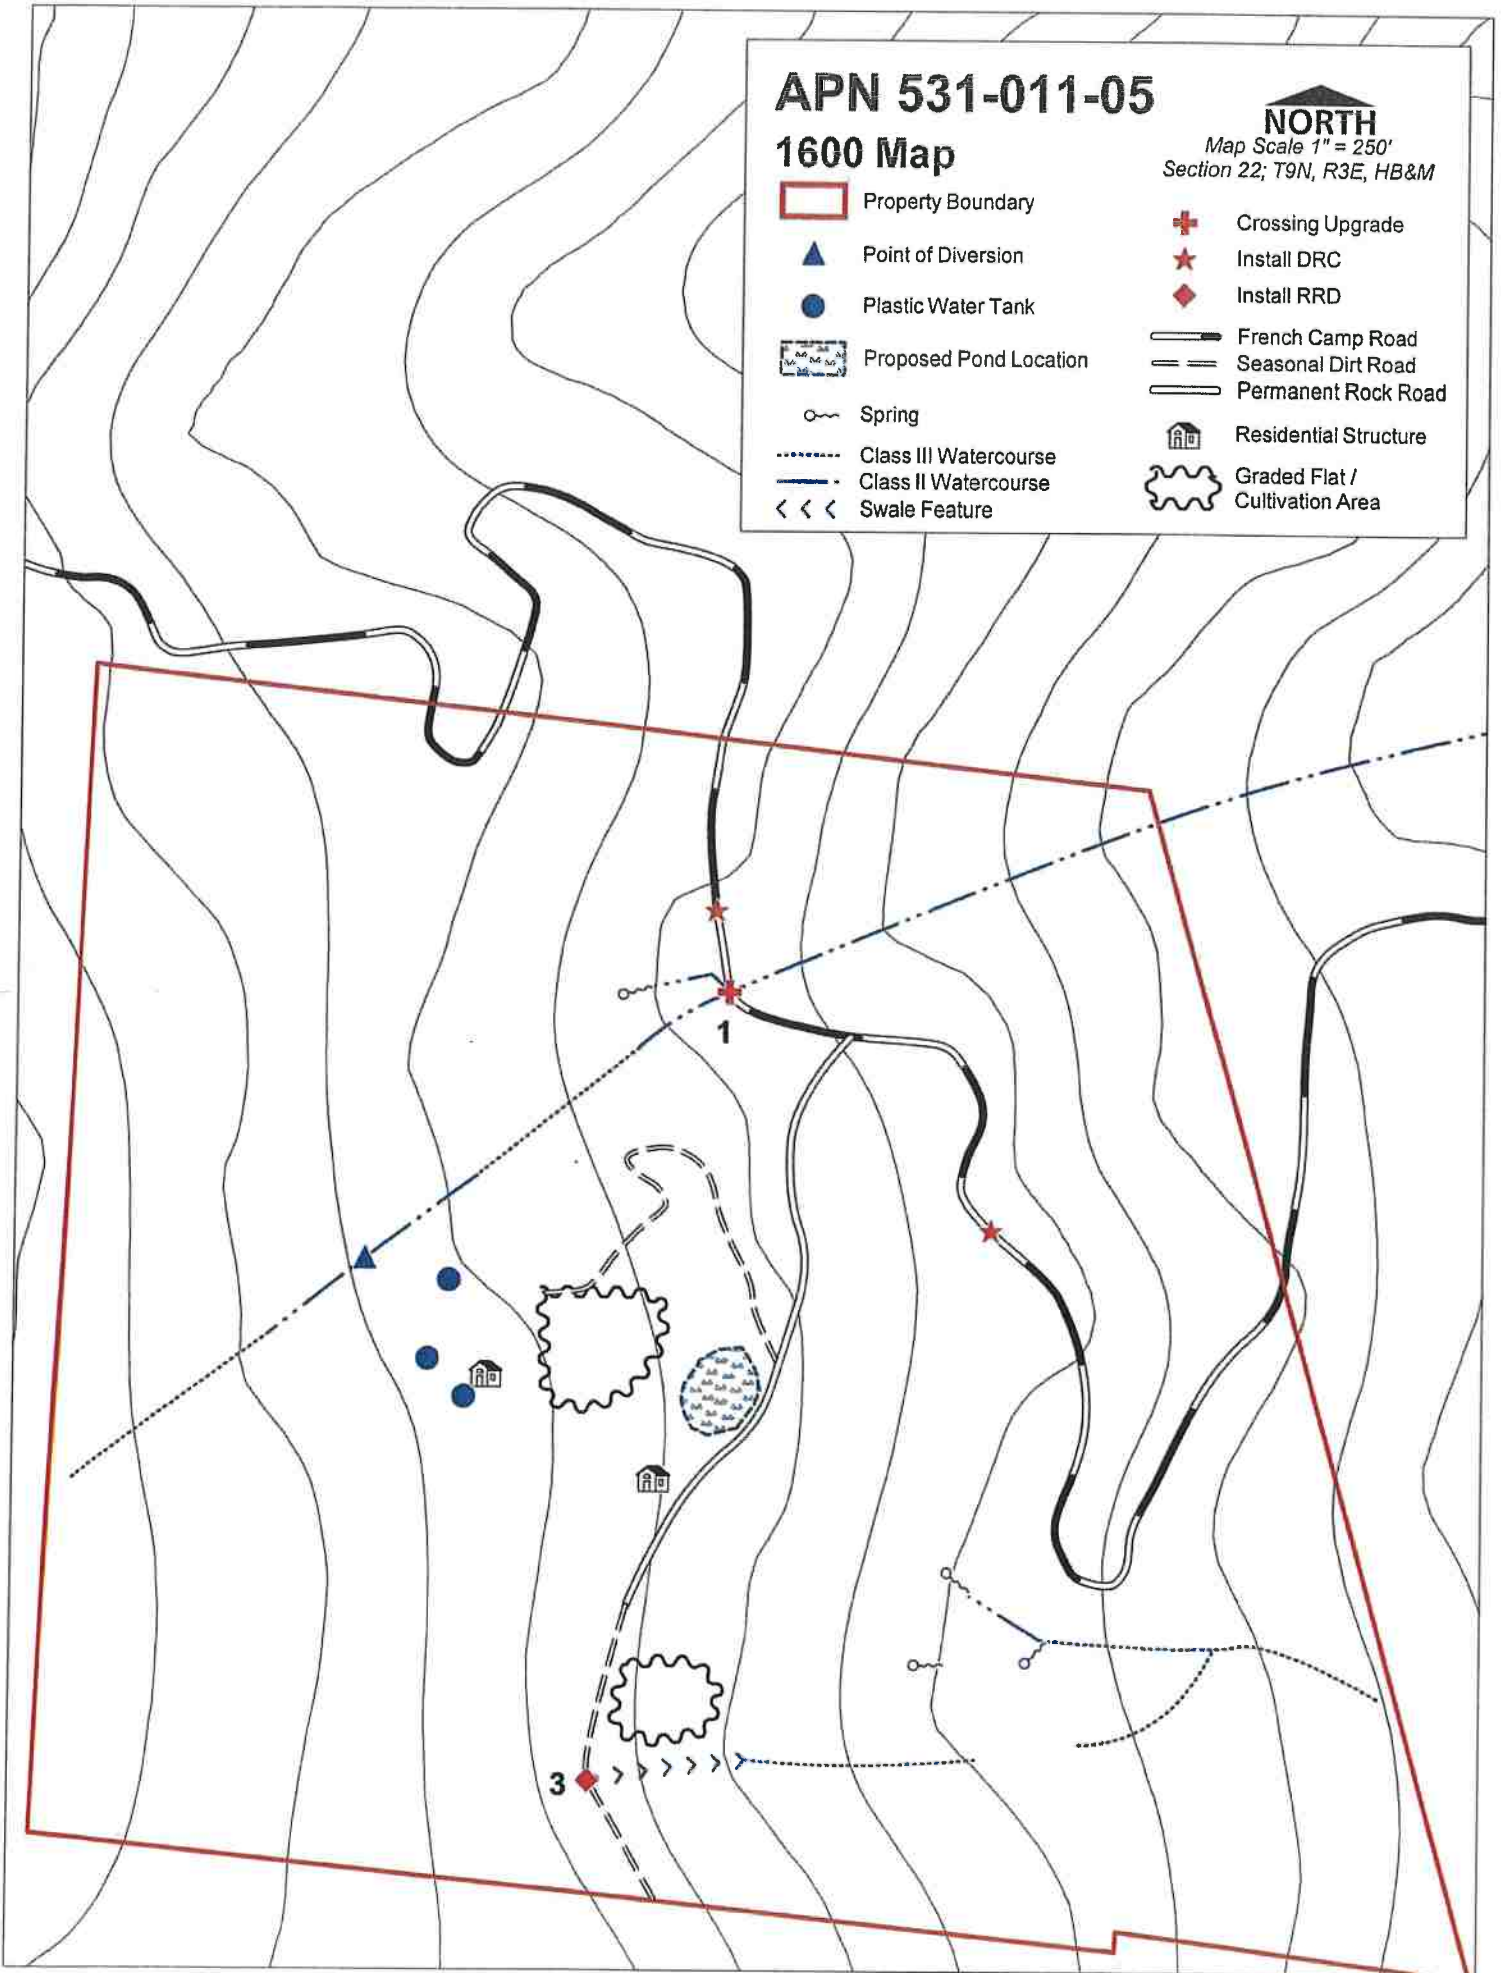 APN 531-011-05
1600 Map
NORTH
Map Scale 1" = 250'
Section 22; T9N, R3E, HB&M
Property Boundary
Point of Diversion
Plastic Water Tank
Proposed Pond Location
Spring
Class III Watercourse
Class II Watercourse
Swale Feature
Crossing Upgrade
Install DRC
Install RRD
French Camp Road
Seasonal Dirt Road
Permanent Rock Road
Residential Structure
Graded Flat /
Cultivation Area
1
3